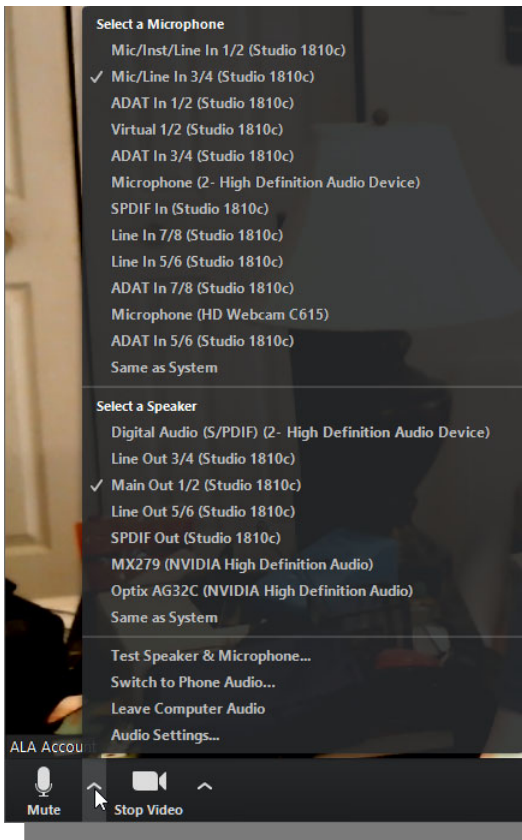 Select a Microphone
Mic/Inst/Line In 1/2 (Studio 1810c)
✓ Mic/Line In 3/4 (Studio 1810c)
ADAT In 1/2 (Studio 1810c)
Virtual 1/2 (Studio 1810c)
ADAT In 3/4 (Studio 1810c)
Microphone (2- High Definition Audio Device)
SPDIF In (Studio 1810c)
Line In 7/8 (Studio 1810c)
Line In 5/6 (Studio 1810c)
ADAT In 7/8 (Studio 1810c)
Microphone (HD Webcam C615)
ADAT In 5/6 (Studio 1810c)
Same as System
Select a Speaker
Digital Audio (S/PDIF) (2- High Definition Audio Device)
Line Out 3/4 (Studio 1810c)
✓ Main Out 1/2 (Studio 1810c)
Line Out 5/6 (Studio 1810c)
SPDIF Out (Studio 1810c)
MX279 (NVIDIA High Definition Audio)
Optix AG32C (NVIDIA High Definition Audio)
Same as System
Test Speaker & Microphone...
Switch to Phone Audio...
Leave Computer Audio
Audio Settings...
ALA Account
Mute
Stop Video